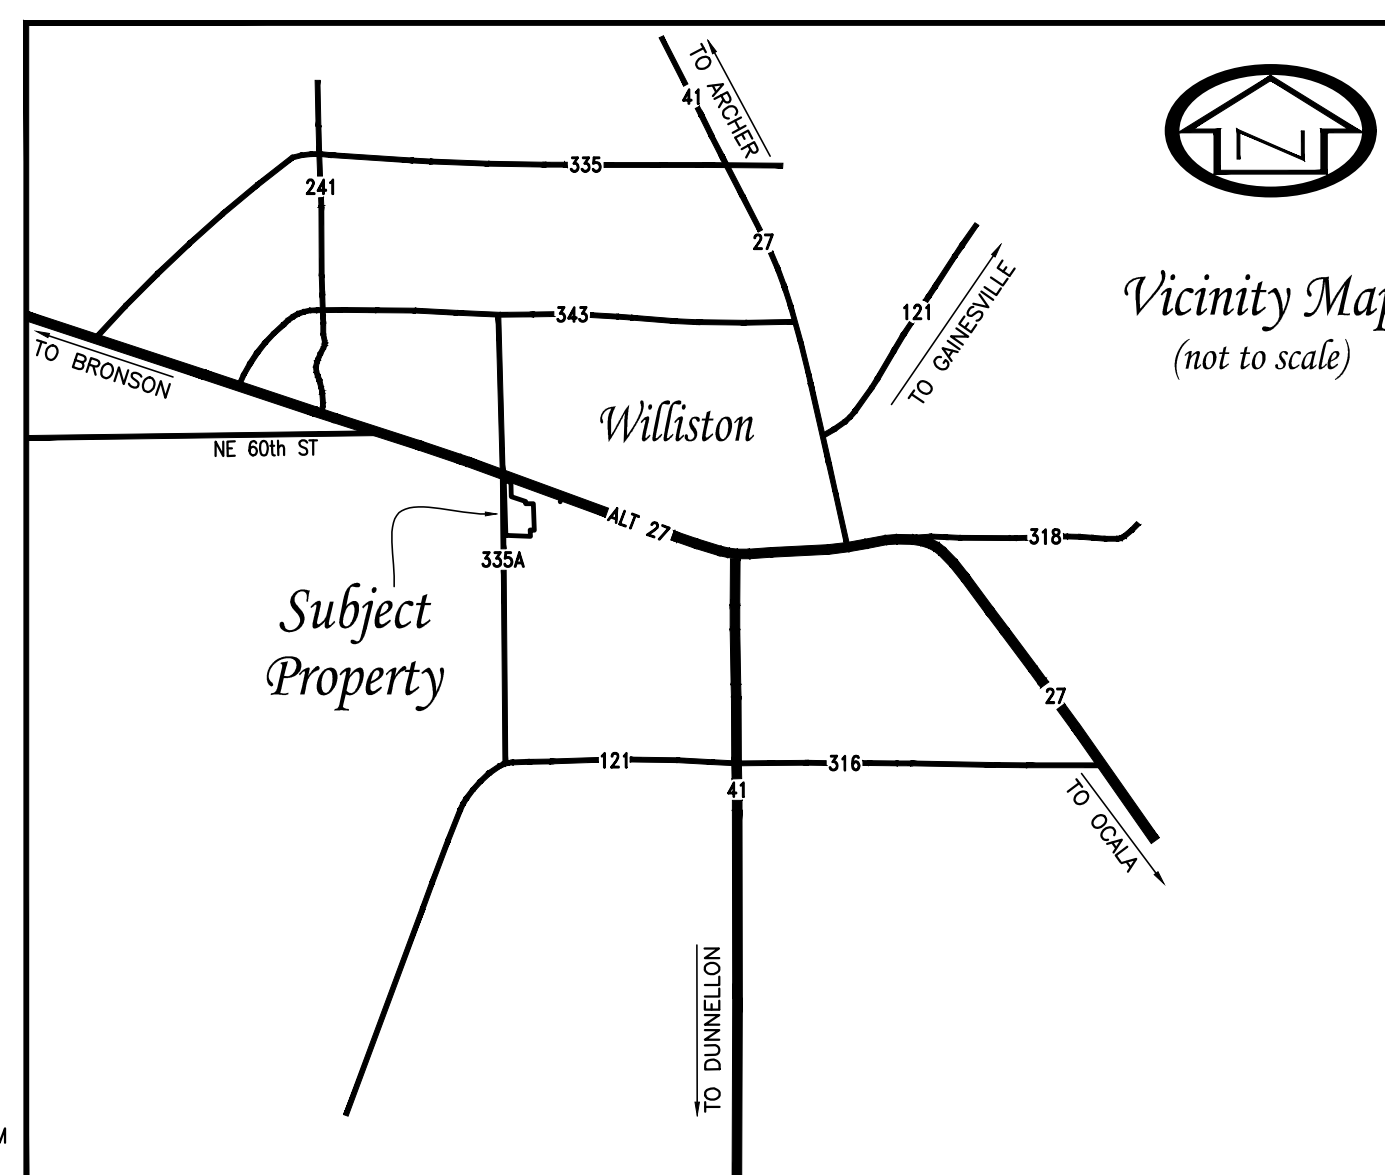 TO ARCHER
41
335
241
27
N
Vicinity Map
(not to scale)
121
TO GAINESVILLE
343
TO BRONSON
Williston
NE 60th ST
ALT 27
318
335A
Subject
Property
27
121
316
41
TO OCALA
TO DUNNELLON
M